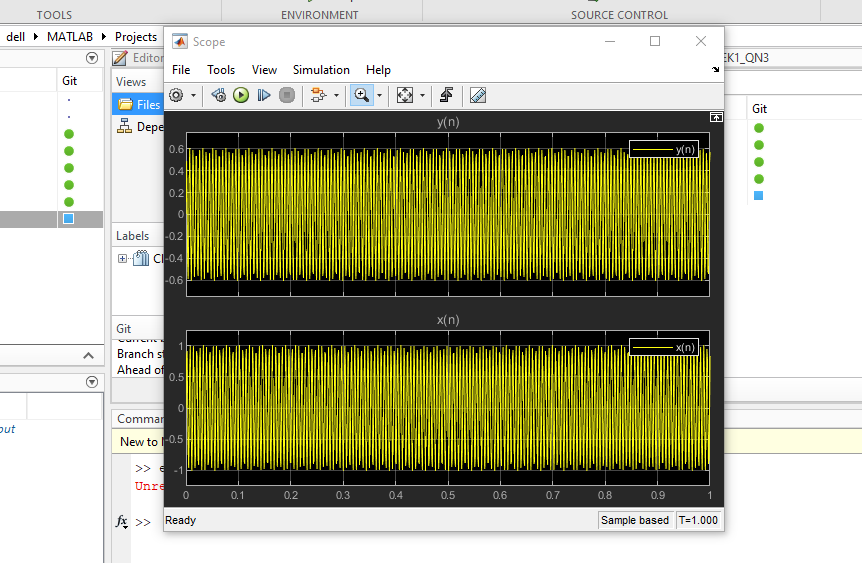 TOOLS ENVIRONMENT SOURCE CONTROL
dell MATLAB Projects
Scope
Editor
EK1_QN3
Git
Views
File Tools View Simulation Help
Files
Git
Depe
y(n)
y(n)
0.6
0.4
0.2
0
-0.2
-0.4
-0.6
Labels
Cl
x(n)
x(n)
1
0.5
0
-0.5
-1
0 0.1 0.2 0.3 0.4 0.5 0.6 0.7 0.8 0.9 1
Git
Branch st
Ahead of
out
Comman
New to
>> e
Unre
fx >>
Ready Sample based T=1.000